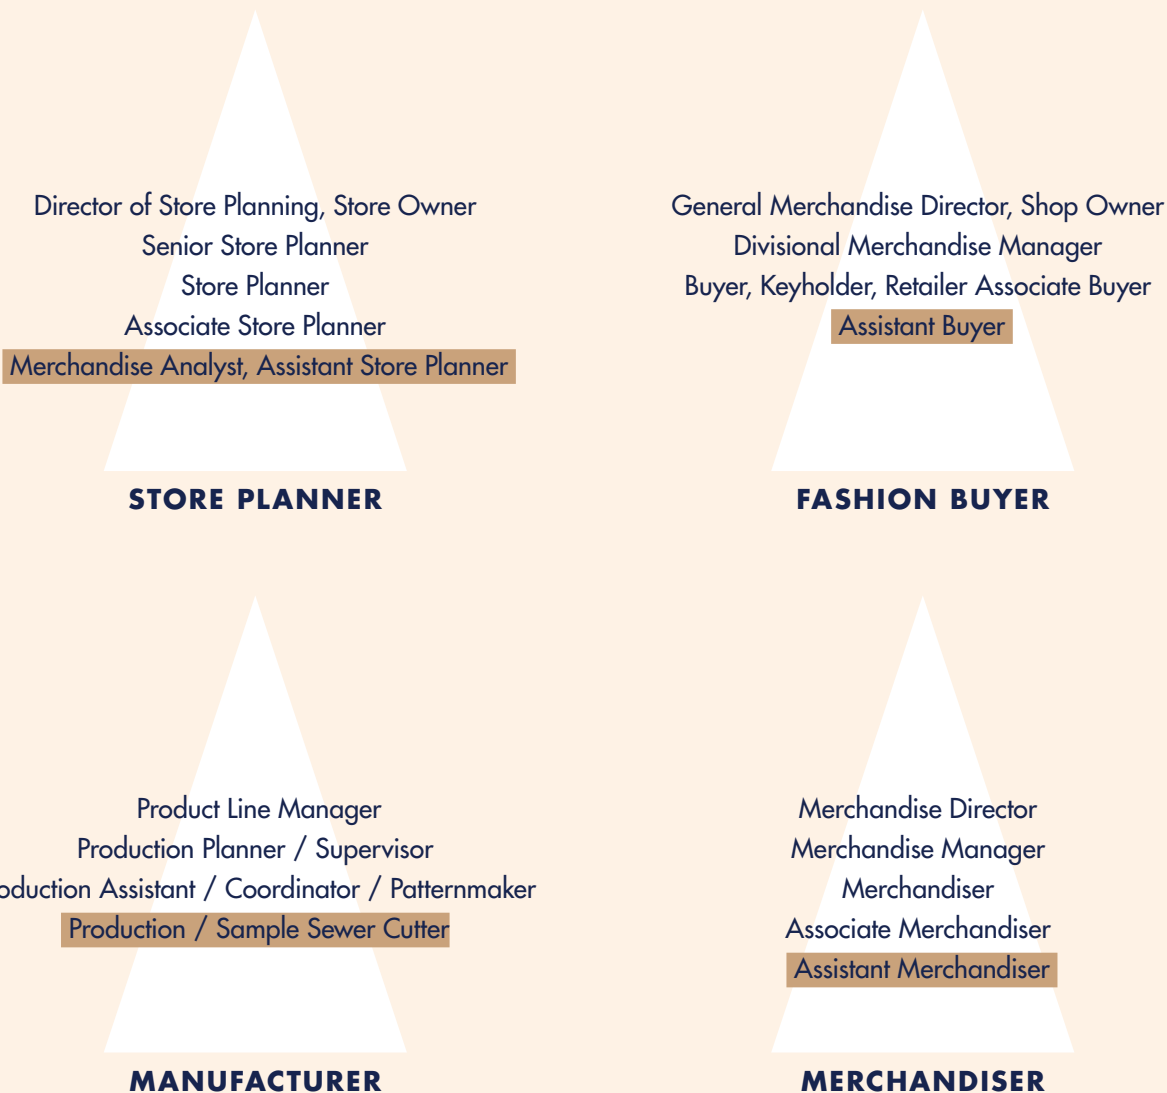 Director of Store Planning, Store Owner
Senior Store Planner
Store Planner
Associate Store Planner
Merchandise Analyst, Assistant Store Planner
STORE PLANNER
General Merchandise Director, Shop Owner
Divisional Merchandise Manager
Buyer, Keyholder, Retailer Associate Buyer
Assistant Buyer
FASHION BUYER
Product Line Manager
Production Planner / Supervisor
oduction Assistant / Coordinator / Patternmaker
Production / Sample Sewer Cutter
MANUFACTURER
Merchandise Director
Merchandise Manager
Merchandiser
Associate Merchandiser
Assistant Merchandiser
MERCHANDISER